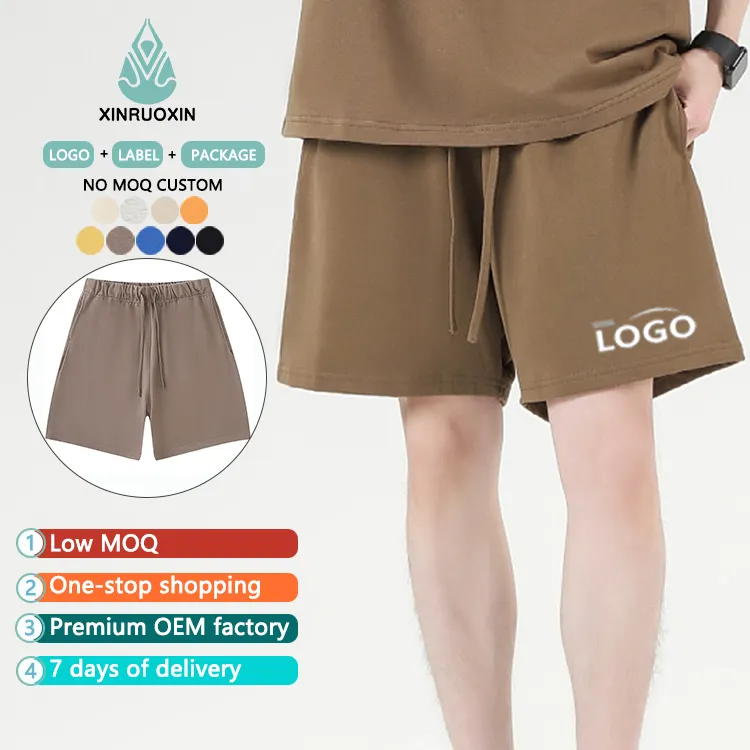 XINRUOXIN
LOGO + LABEL + PACKAGE
NO MOQ CUSTOM
LOGO
1 Low MOQ
2 One-stop shopping
3 Premium OEM factory
4 7 days of delivery